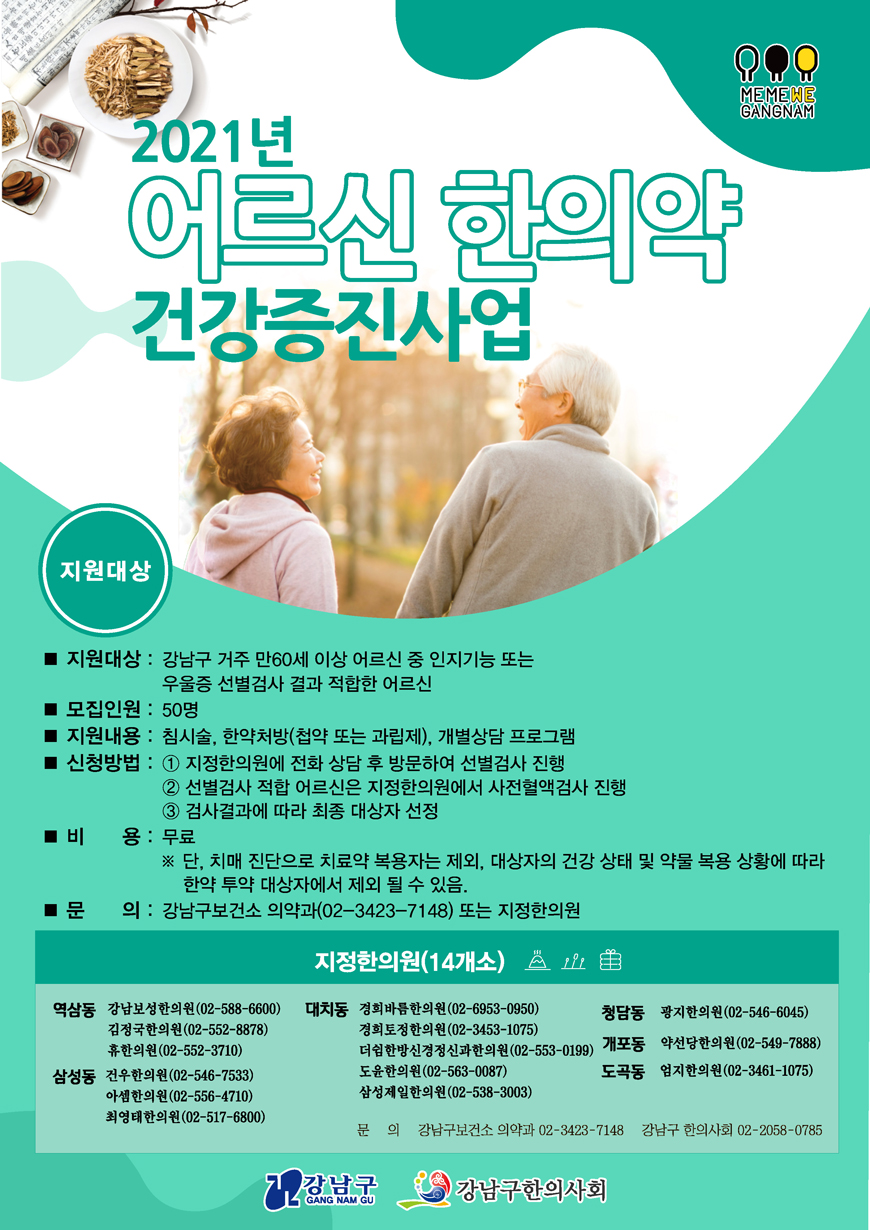 MEMEWE
GANGNAM
2021년
어르신 한의약
건강증진사업
지원대상
■ 지원대상 : 강남구 거주 만60세 이상 어르신 중 인지기능 또는
우울증 선별검사 결과 적합한 어르신
■ 모집인원 : 50명
■ 지원내용 : 침시술, 한약처방(첩약 또는 과립제), 개별상담 프로그램
■ 신청방법 : ① 지정한의원에 전화 상담 후 방문하여 선별검사 진행
② 선별검사 적합 어르신은 지정한의원에서 사전혈액검사 진행
③ 검사결과에 따라 최종 대상자 선정
■ 비 용 : 무료
※ 단, 치매 진단으로 치료약 복용자는 제외, 대상자의 건강 상태 및 약물 복용 상황에 따라
한약 투약 대상자에서 제외 될 수 있음.
■ 문 의 : 강남구보건소 의약과(02-3423-7148) 또는 지정한의원
지정한의원(14개소)
역삼동 강남보성한의원(02-588-6600)
김정국한의원(02-552-8878)
휴한의원(02-552-3710)
삼성동 건우한의원(02-546-7533)
아셈한의원(02-556-4710)
최영태한의원(02-517-6800)
대치동 경희바름한의원(02-6953-0950)
경희토정한의원(02-3453-1075)
더쉼한방신경정신과한의원(02-553-0199)
도윤한의원(02-563-0087)
삼성제일한의원(02-538-3003)
청담동 광지한의원(02-546-6045)
개포동 약선당한의원(02-549-7888)
도곡동 엄지한의원(02-3461-1075)
문 의 강남구보건소 의약과 02-3423-7148 강남구 한의사회 02-2058-0785
강남구
GANG NAM GU
강남구한의사회